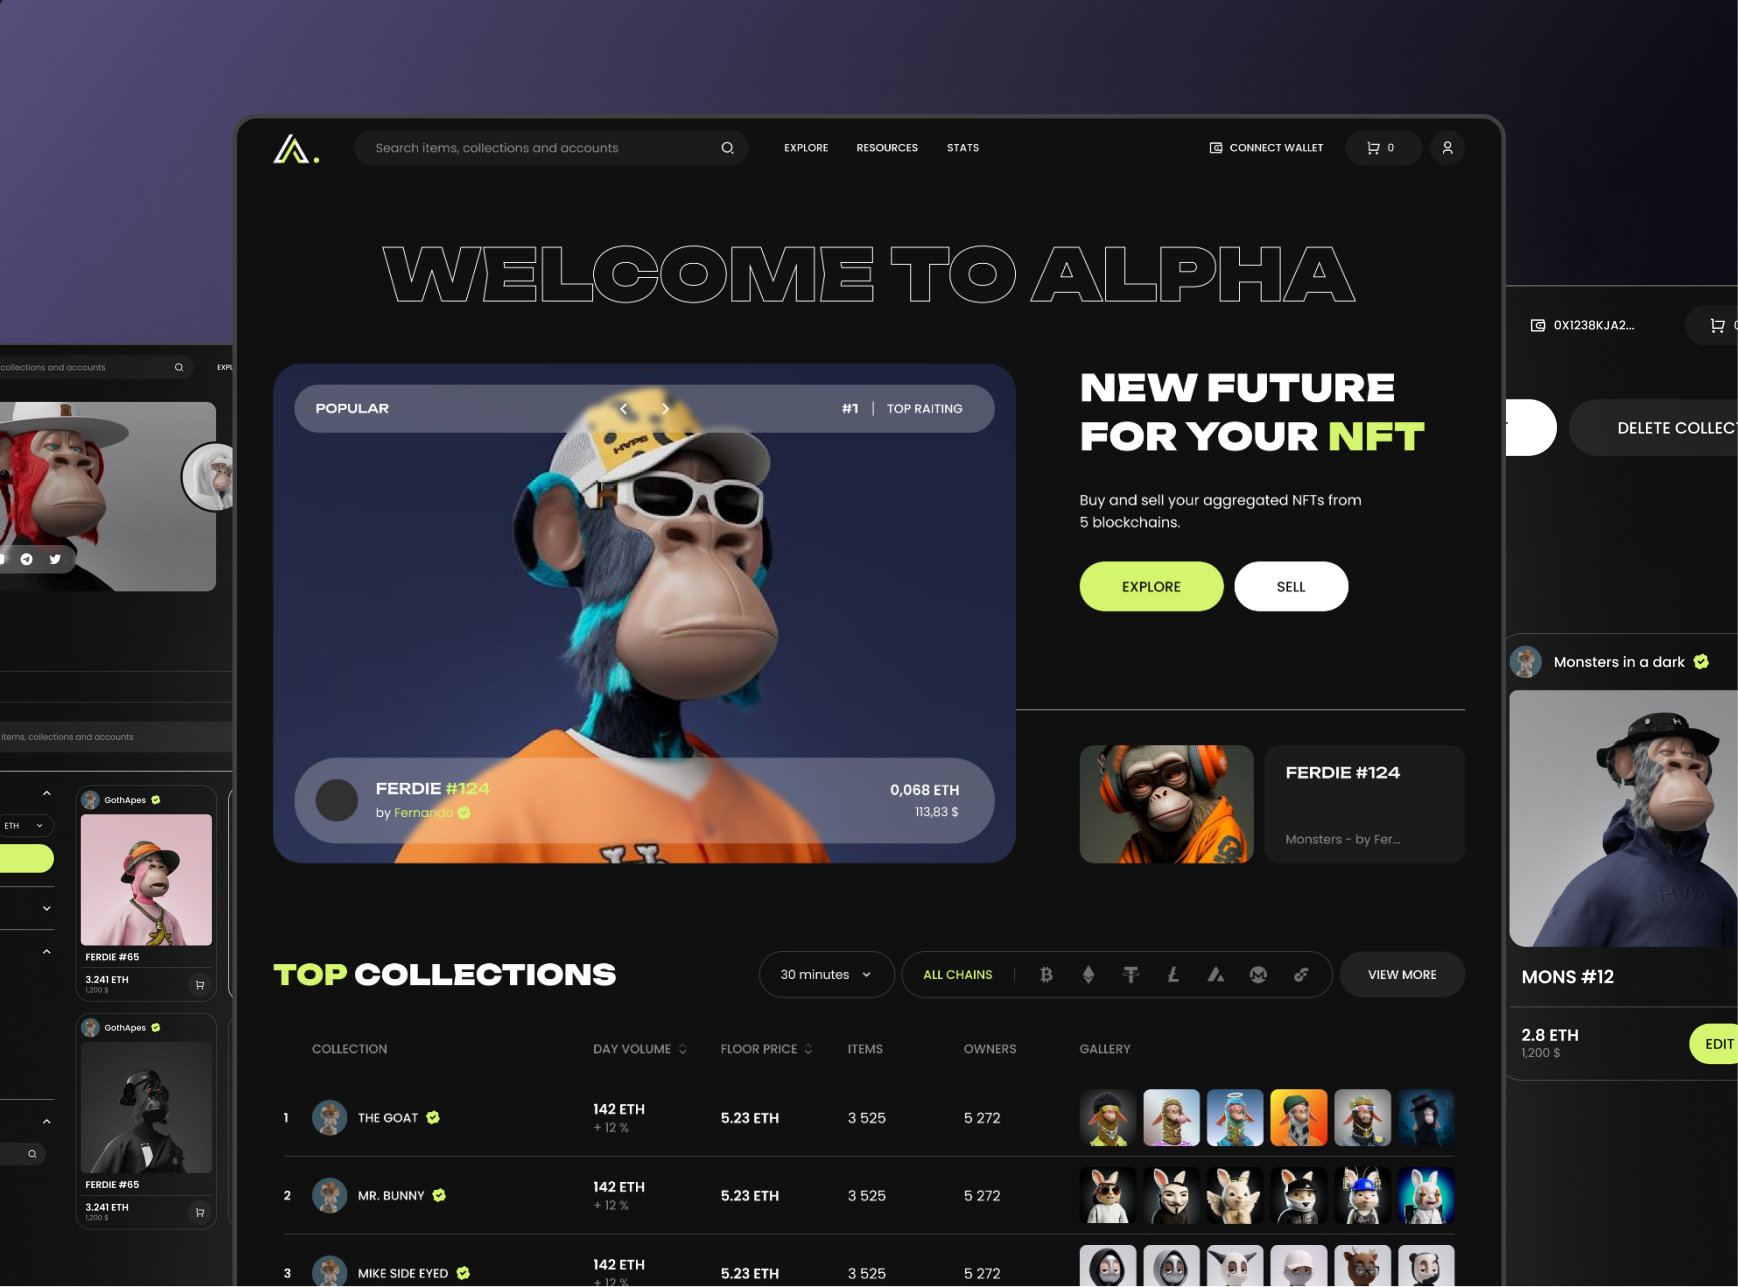 Search items, collections and accounts
EXPLORE
RESOURCES
STATS
CONNECT WALLET
0
WELCOME TO ALPHA
POPULAR
#1
TOP RAITING
HYPE
FERDIE #124
by Fernando
0,068 ETH
113,83 $
NEW FUTURE
FOR YOUR NFT
Buy and sell your aggregated NFTs from
5 blockchains.
EXPLORE
SELL
FERDIE #124
Monsters - by Fer...
TOP COLLECTIONS
30 minutes
ALL CHAINS
VIEW MORE
COLLECTION
DAY VOLUME
FLOOR PRICE
ITEMS
OWNERS
GALLERY
1
THE GOAT
142 ETH
+ 12 %
5.23 ETH
3 525
5 272
2
MR. BUNNY
142 ETH
+ 12 %
5.23 ETH
3 525
5 272
3
MIKE SIDE EYED
142 ETH
+ 12 %
5.23 ETH
3 525
5 272
collections and accounts
EXPL
items, collections and accounts
ETH
GothApes
FERDIE #65
3.241 ETH
1,200 $
GothApes
FERDIE #65
3.241 ETH
1,200 $
0X1238KJA2...
DELETE COLLECT
Monsters in a dark
MONS #12
2.8 ETH
1,200 $
EDIT